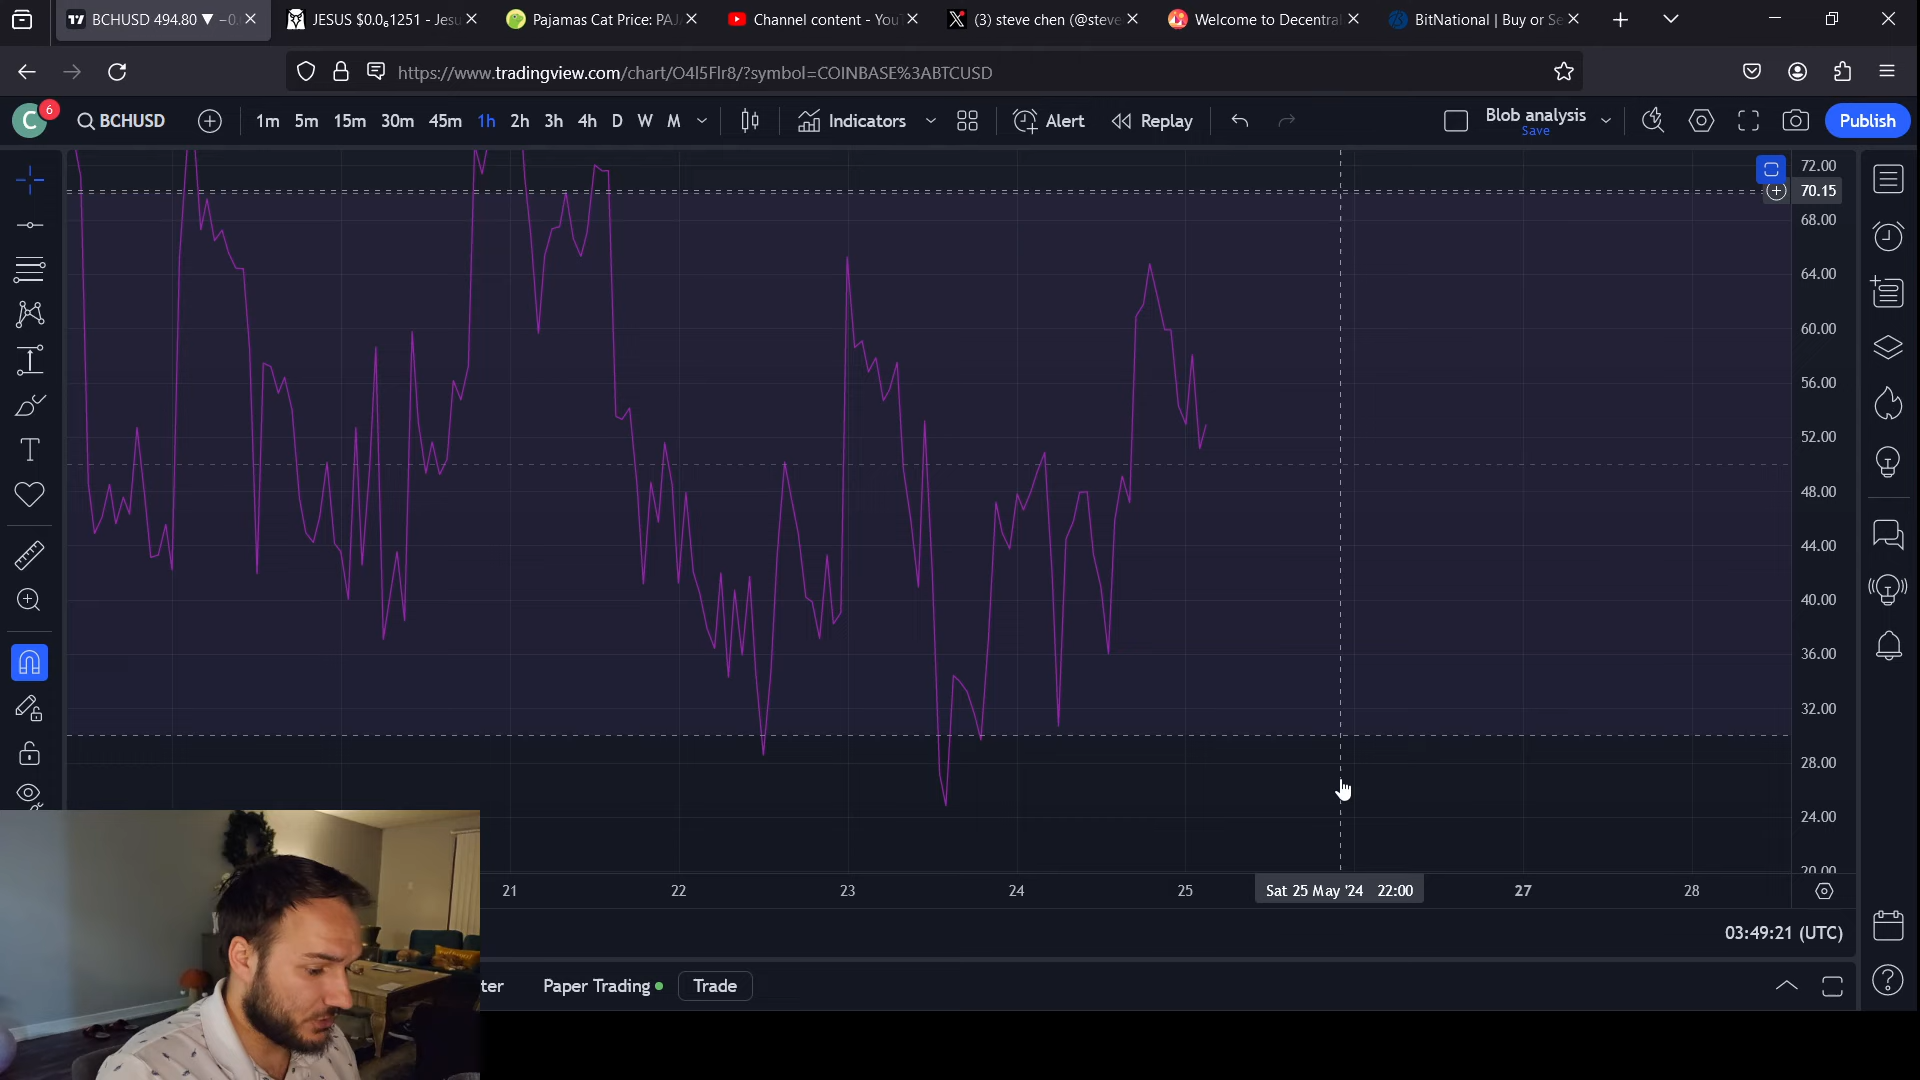 BCHUSD 494.80 ▼ −0.
JESUS $0.0₆1251 - Jesu
Pajamas Cat Price: PAJ
Channel content - YouT
(3) steve chen (@steve
Welcome to Decentral
BitNational | Buy or Se
https://www.tradingview.com/chart/O4l5Flr8/?symbol=COINBASE%3ABTCUSD
C
6
BCHUSD
1m 5m 15m 30m 45m 1h 2h 3h 4h D W M
Indicators
Alert
Replay
Blob analysis
Save
Publish
72.00
70.15
68.00
64.00
60.00
56.00
52.00
48.00
44.00
40.00
36.00
32.00
28.00
24.00
20.00
21 22 23 24 25 Sat 25 May '24 22:00 27 28
03:49:21 (UTC)
ter
Paper Trading
Trade